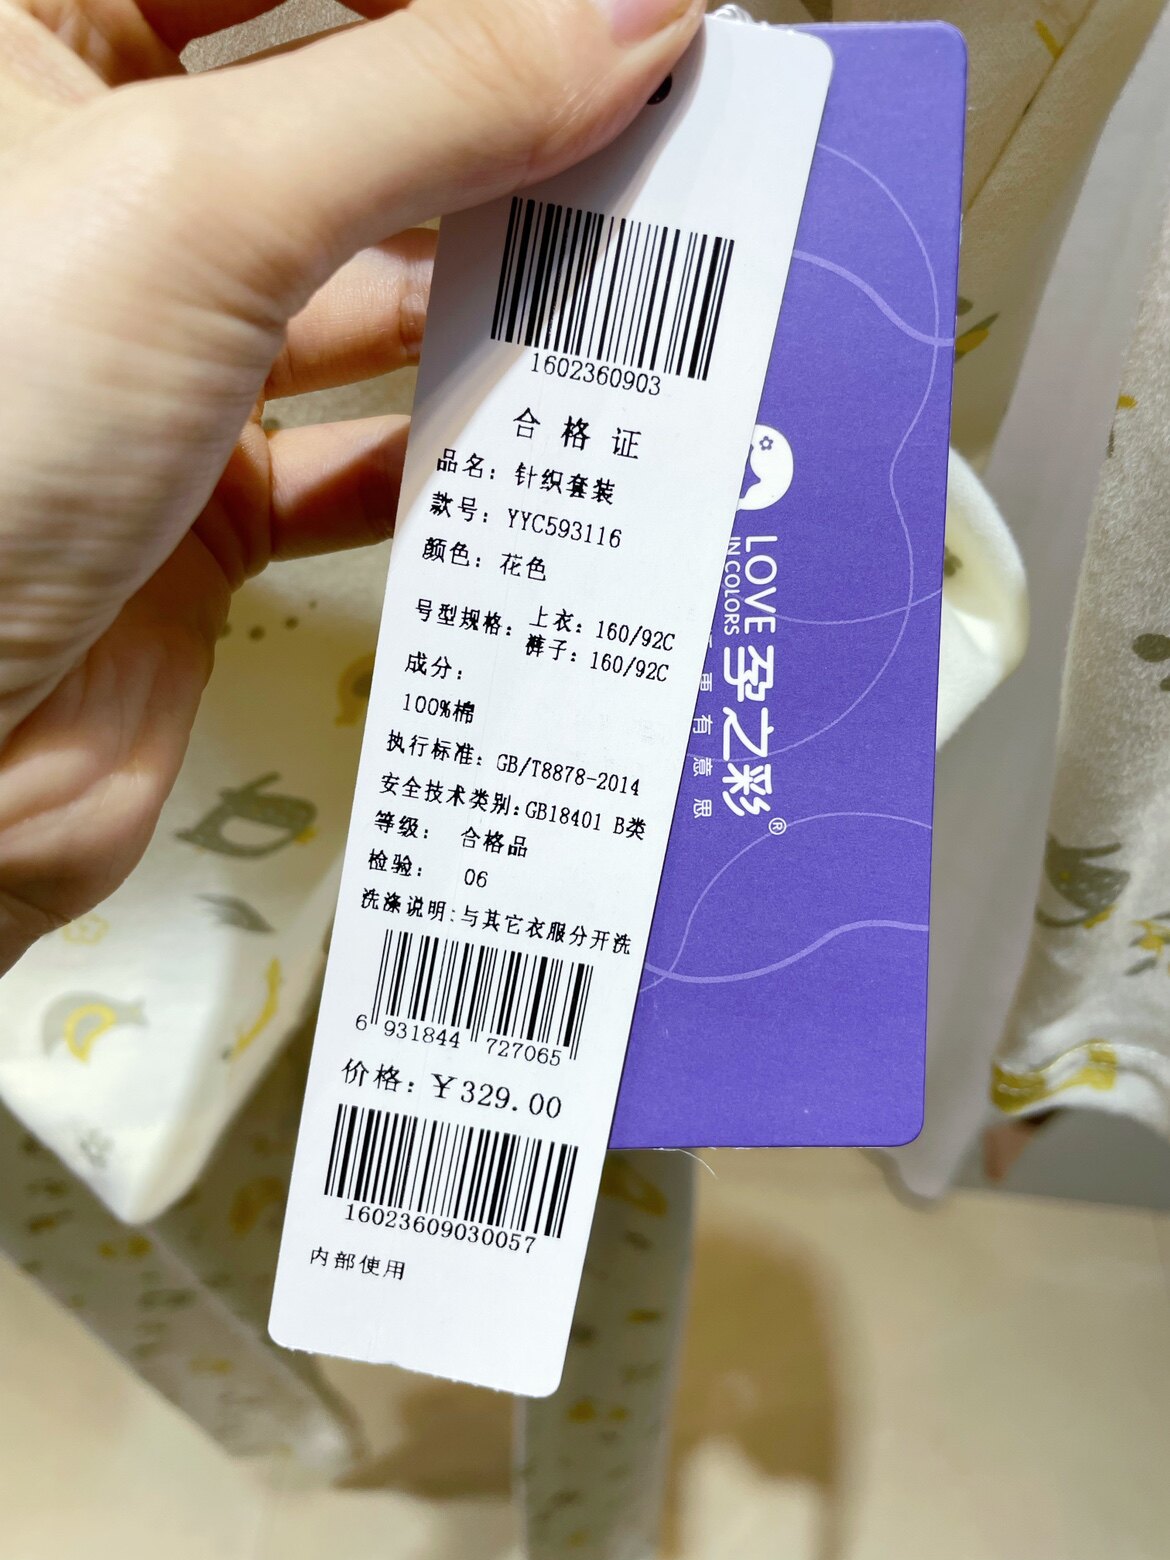 1602360903
合格证
品名：针织套装
款号：YYC593116
颜色：花色
号型规格：上衣：160/92C
裤子：160/92C
成分：
100%棉
执行标准：GB/T8878-2014
安全技术类别：GB18401 B类
等级： 合格品
检验： 06
洗涤说明：与其它衣服分开洗
6 931844 727065
价格：￥329.00
16023609030057
内部使用
LOVE
IN COLORS
孕之彩®
更有意思